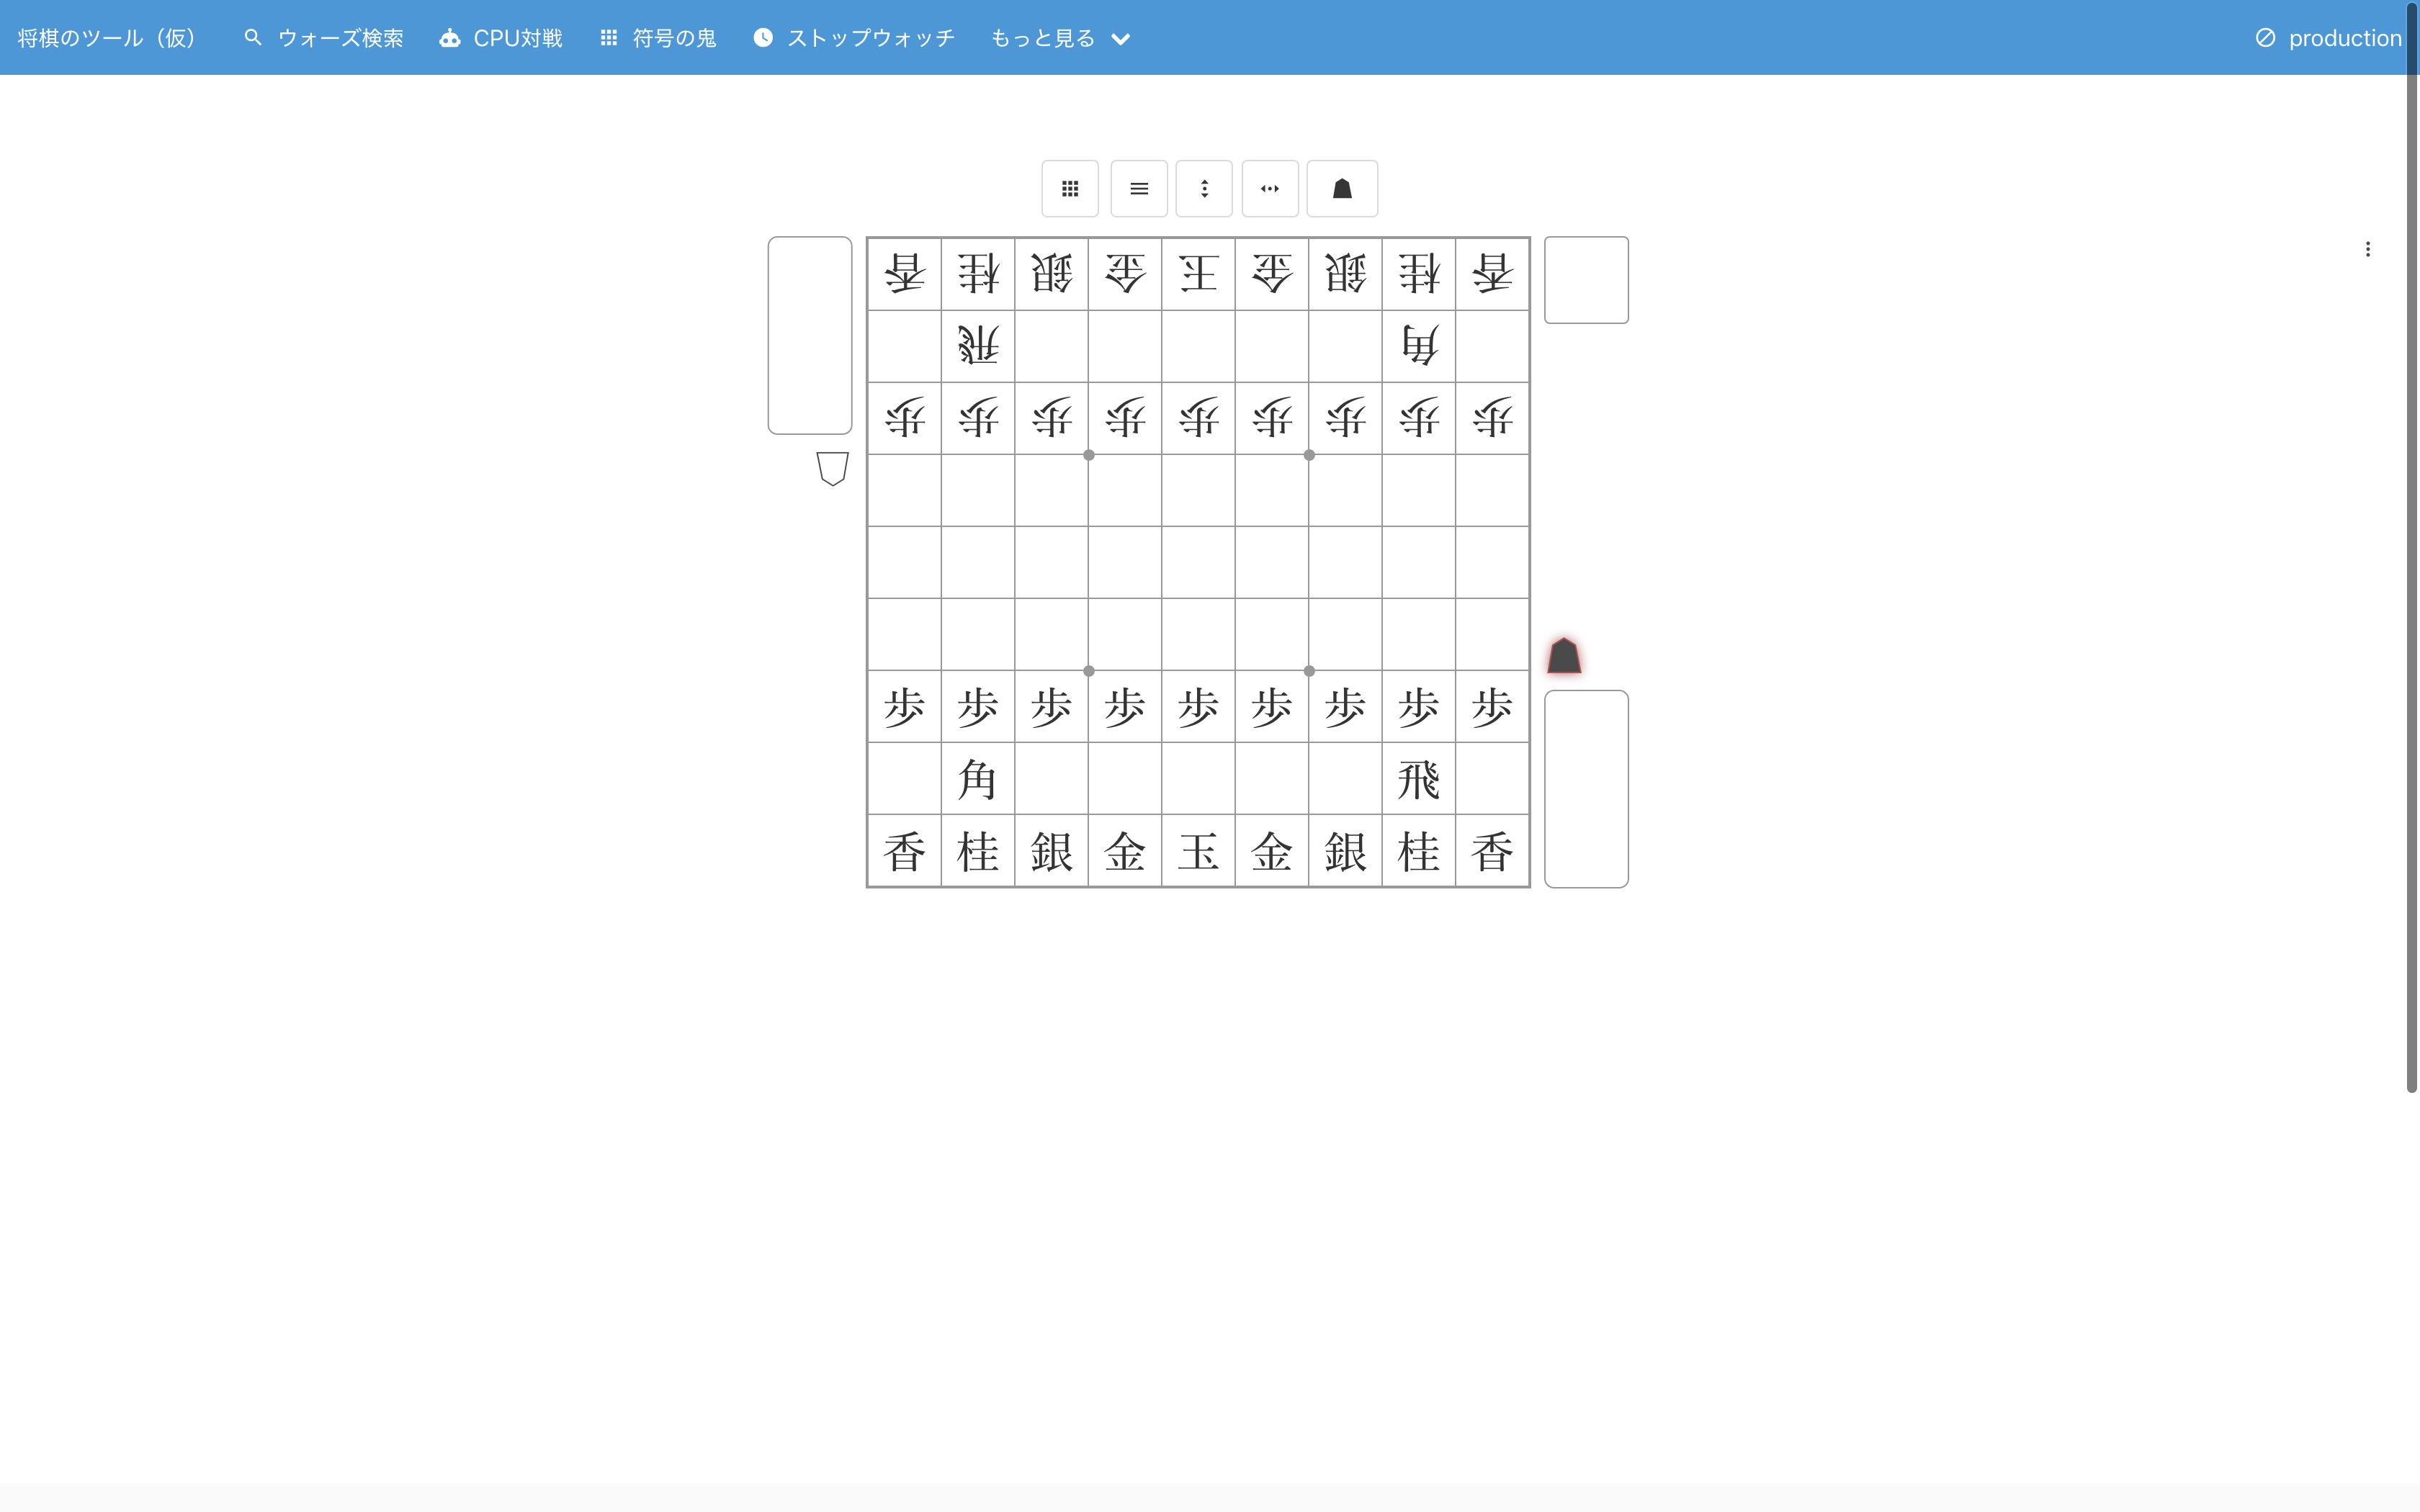 将棋のツール（仮） ウォーズ検索 CPU対戦 符号の鬼 ストップウォッチ もっと見る production
香 桂 銀 金 王 金 銀 桂 香
飛 角
歩 歩 歩 歩 歩 歩 歩 歩 歩
歩 歩 歩 歩 歩 歩 歩 歩 歩
角 飛
香 桂 銀 金 玉 金 銀 桂 香